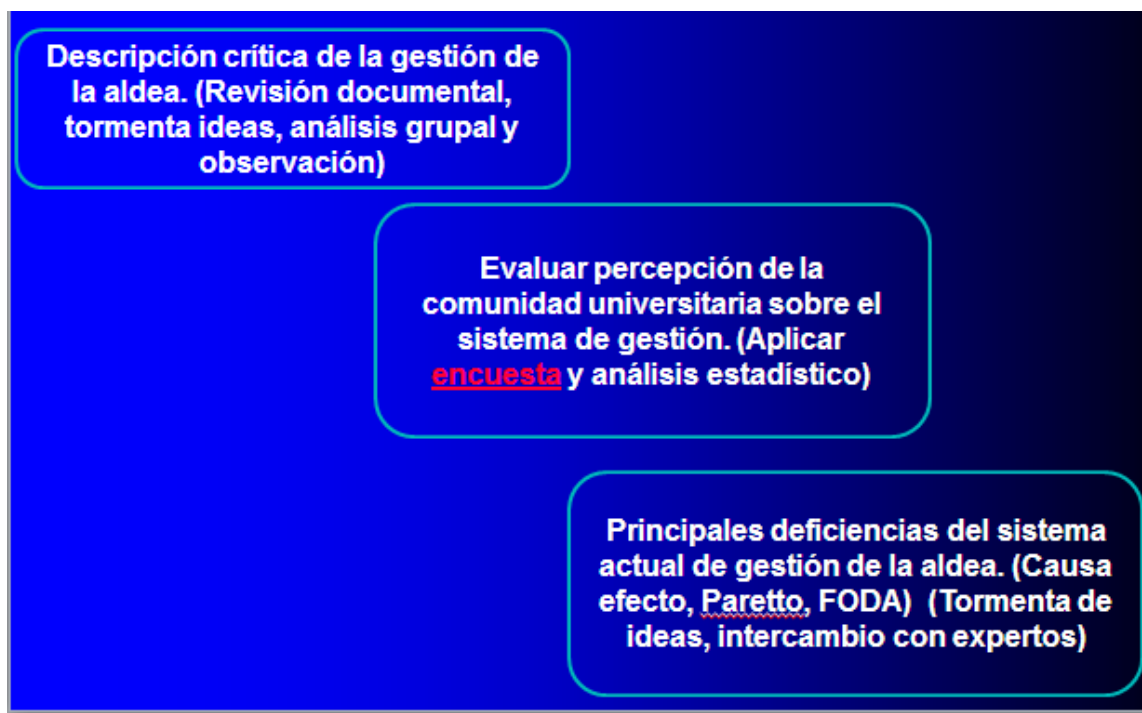 Descripción crítica de la gestión de
la aldea. (Revisión documental,
tormenta ideas, análisis grupal y
observación)
Evaluar percepción de la
comunidad universitaria sobre el
sistema de gestión. (Aplicar
encuesta y análisis estadístico)
Principales deficiencias del sistema
actual de gestión de la aldea. (Causa
efecto, Paretto, FODA) (Tormenta de
ideas, intercambio con expertos)